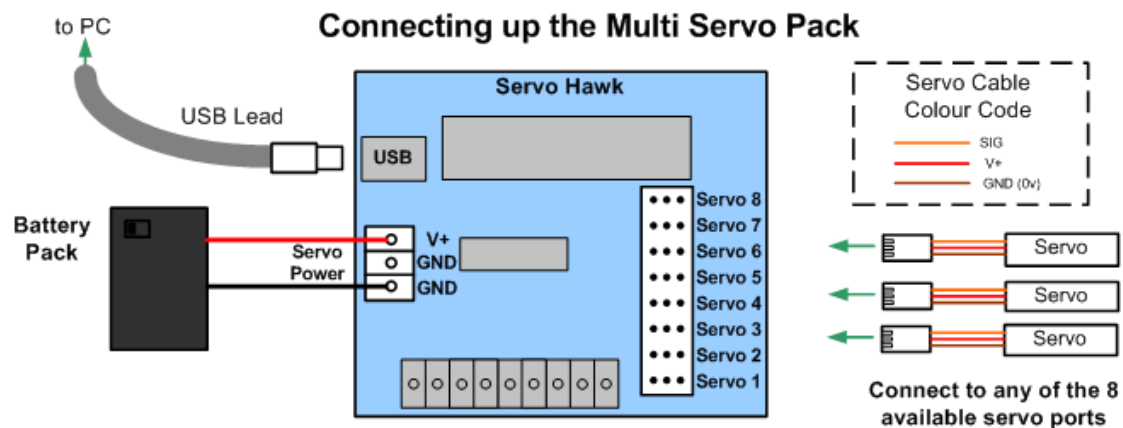 Connecting up the Multi Servo Pack
to PC
USB Lead
Servo Hawk
USB
Battery
Pack
Servo
Power
V+
GND
GND
Servo 8
Servo 7
Servo 6
Servo 5
Servo 4
Servo 3
Servo 2
Servo 1
Servo Cable
Colour Code
SIG
V+
GND (0v)
Servo
Servo
Servo
Connect to any of the 8
available servo ports